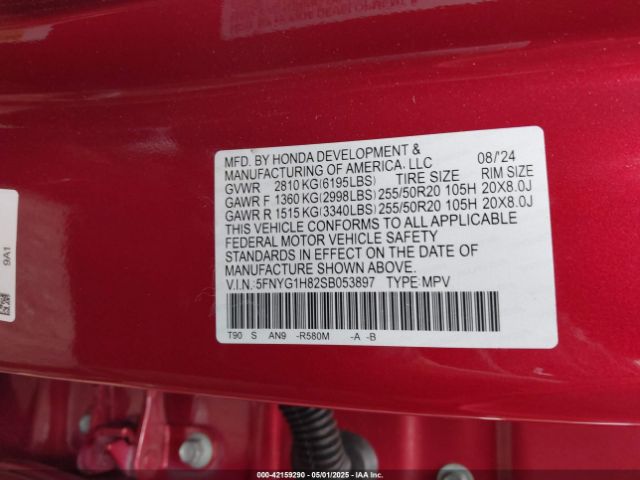 MFD. BY HONDA DEVELOPMENT &
MANUFACTURING OF AMERICA, LLC 08/'24
GVWR 2810 KG(6195LBS) TIRE SIZE RIM SIZE
GAWR F 1360 KG(2998LBS) 255/50R20 105H 20X8.0J
GAWR R 1515 KG(3340LBS) 255/50R20 105H 20X8.0J
THIS VEHICLE CONFORMS TO ALL APPLICABLE
FEDERAL MOTOR VEHICLE SAFETY
STANDARDS IN EFFECT ON THE DATE OF
MANUFACTURE SHOWN ABOVE.
V.I.N.:5FNYG1H82SB053897 TYPE:MPV
T90 S AN9 -R580M -A -B
9A1
000-42159290 - 05/01/2025 - IAAI.COM